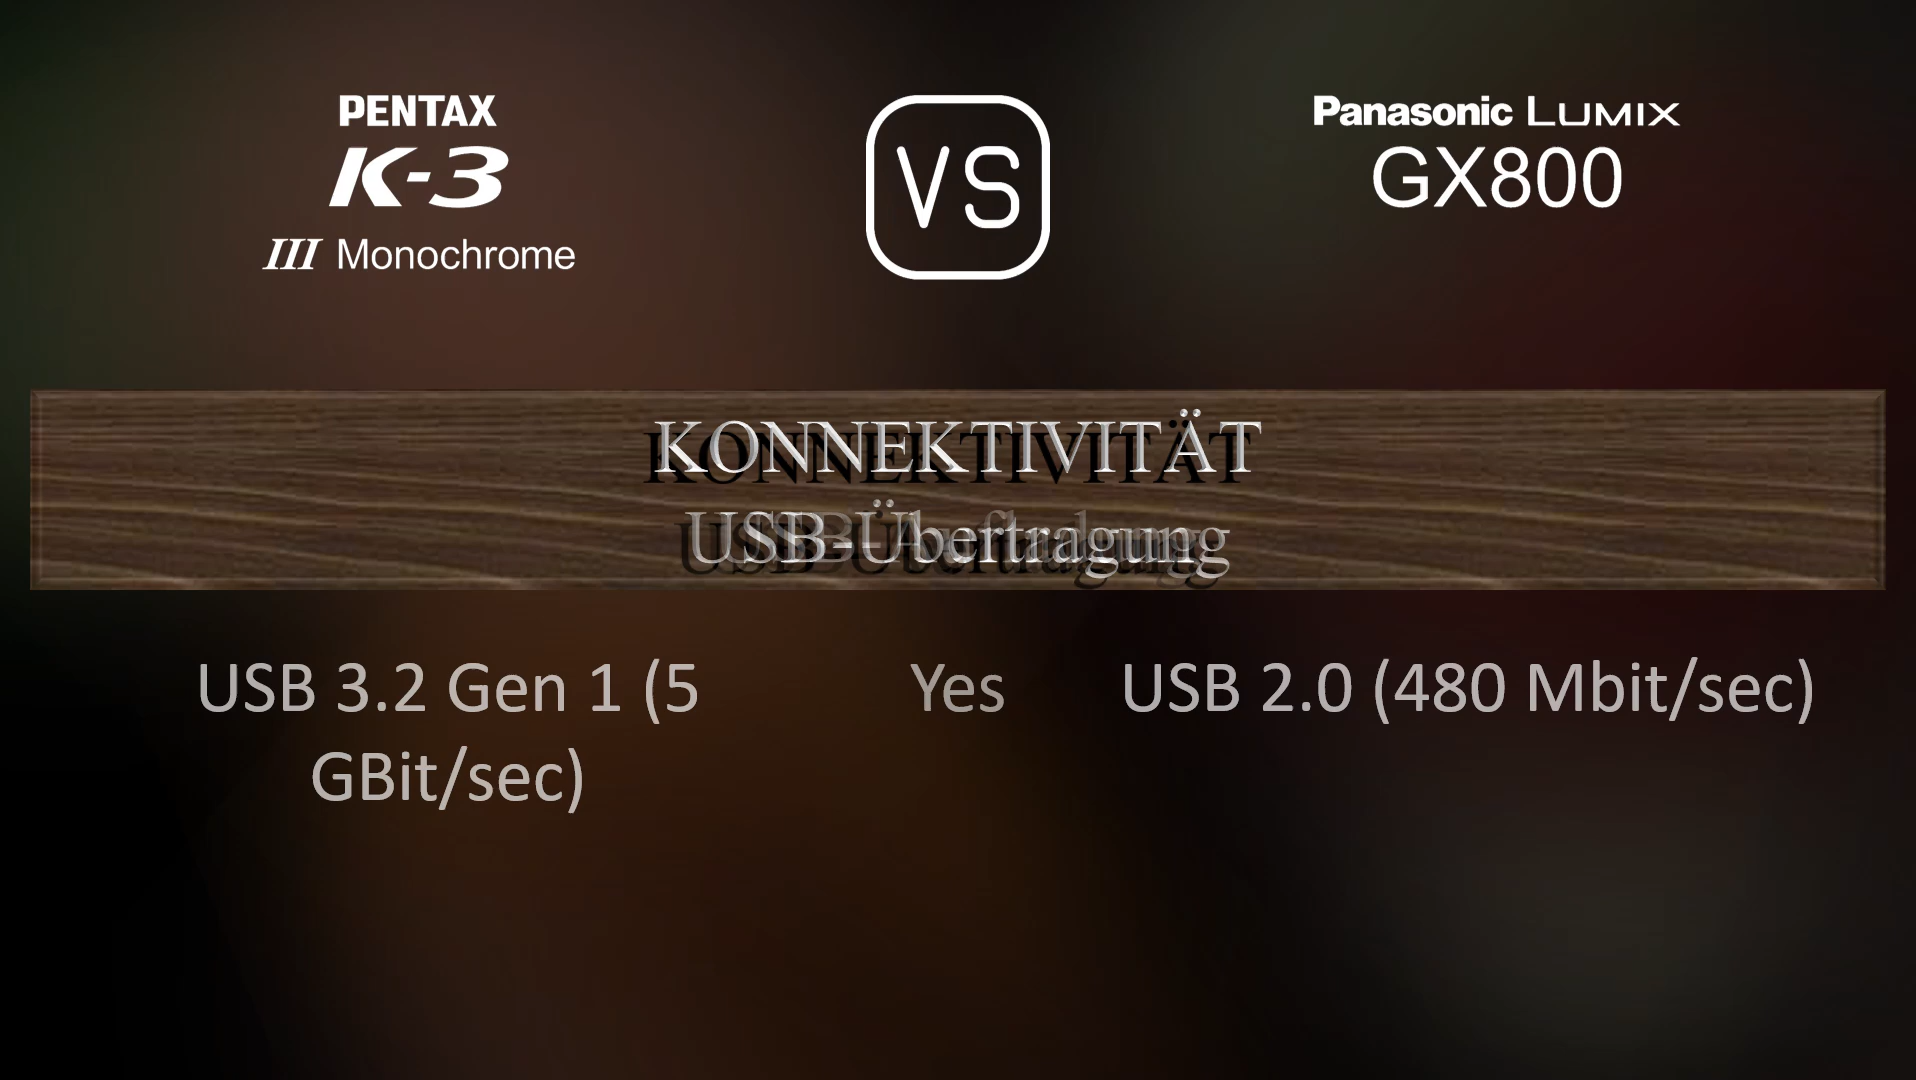 PENTAX
K-3
III Monochrome
VS
Panasonic LUMIX
GX800
KONNEKTIVITÄT
USB-Übertragung
USB 3.2 Gen 1 (5
GBit/sec)
Yes
USB 2.0 (480 Mbit/sec)